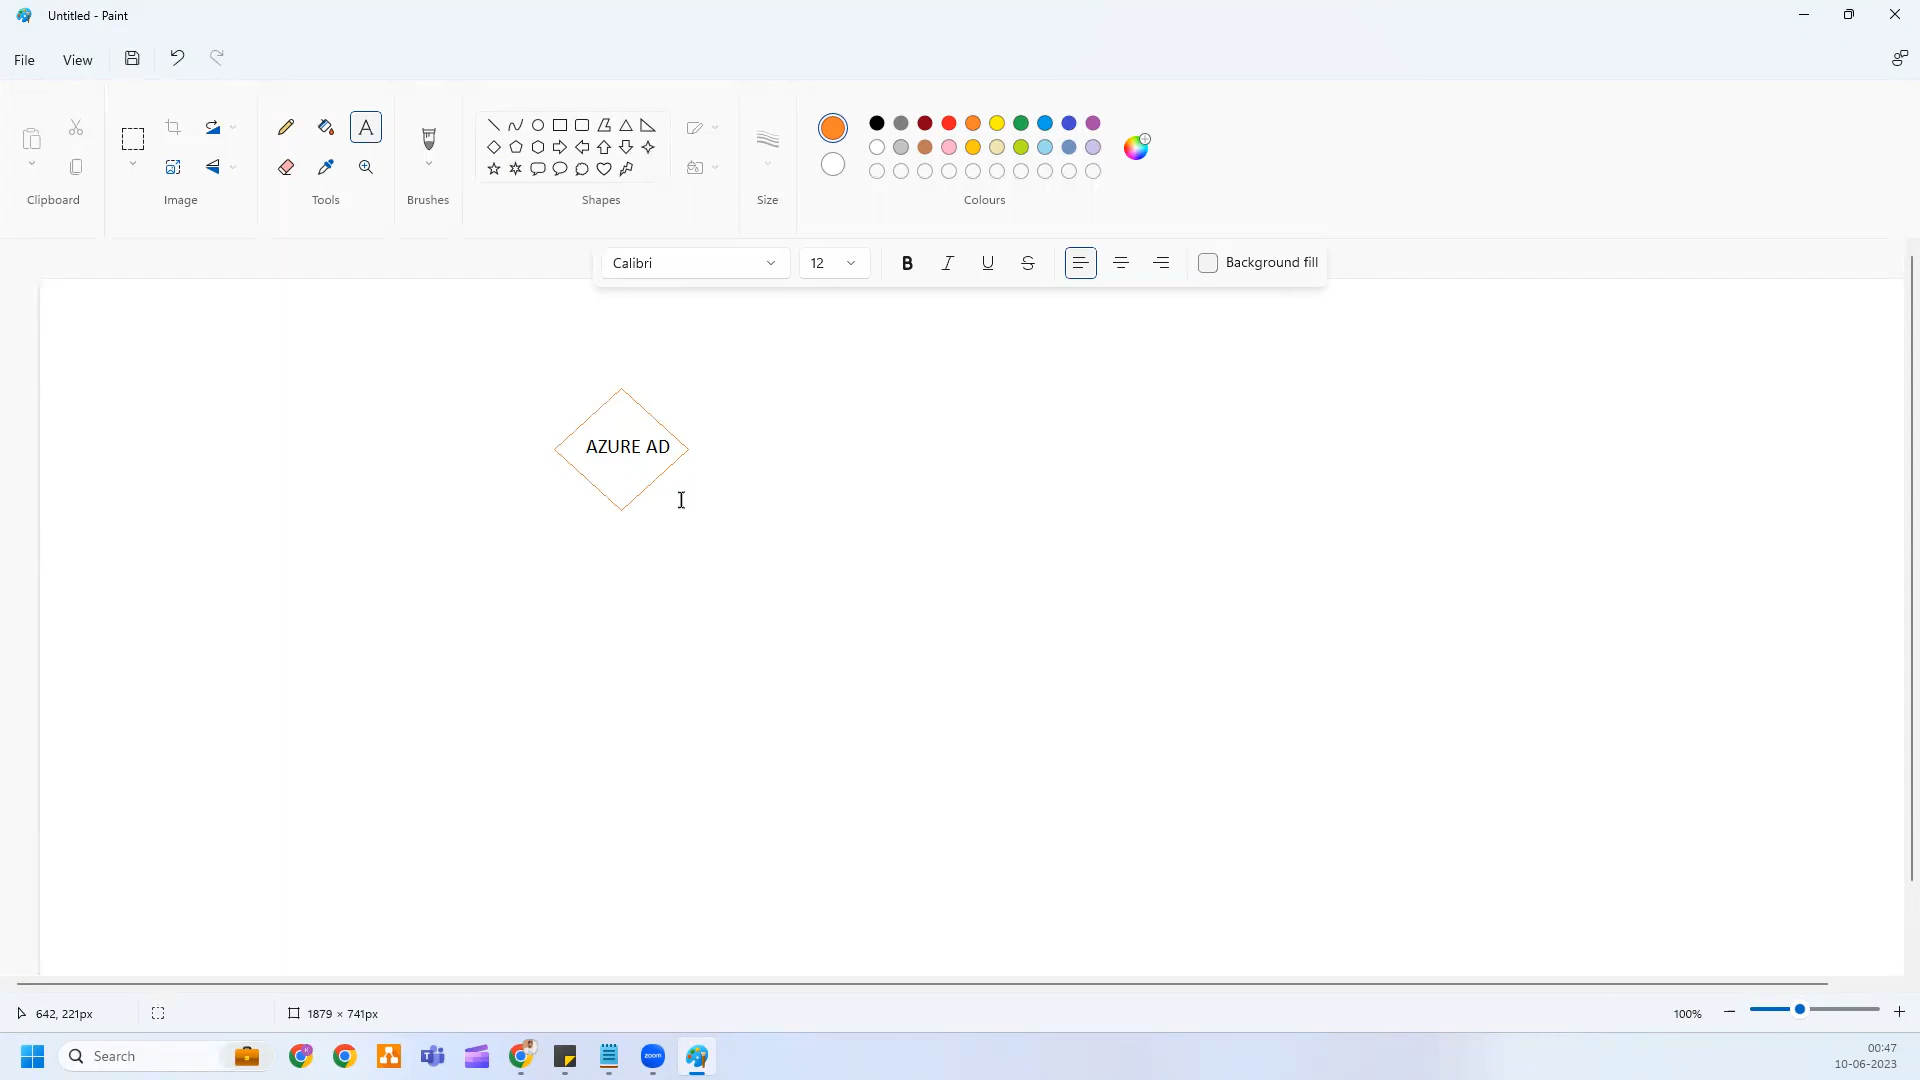 Untitled - Paint
File View
Clipboard
Image
Tools
Brushes
Shapes
Size
Colours
Calibri 12 B I U S Background fill
AZURE AD
642, 221px
1879 × 741px
100%
Search
zoom
00:47
10-06-2023